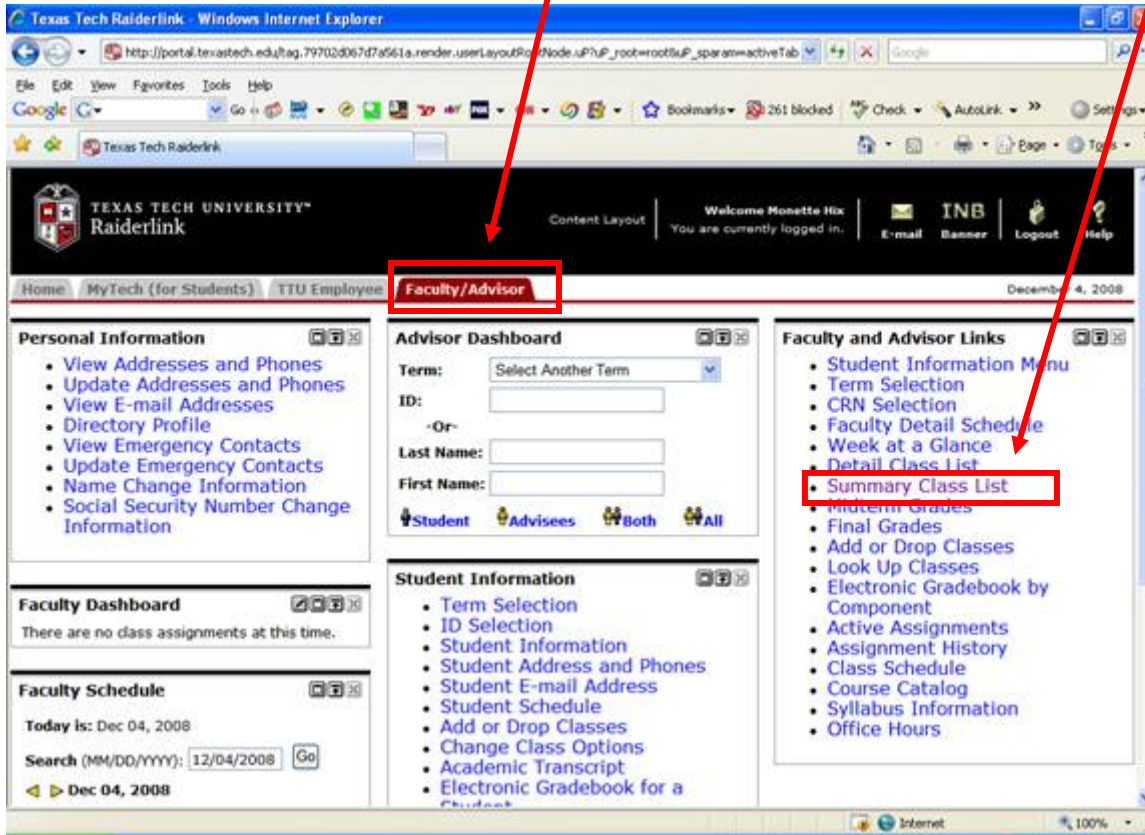 Texas Tech Raiderlink - Windows Internet Explorer
http://portal.texastech.edu/tag.79702d067d7a561a.render.userLayoutRootNode.uP?uP_root=root&uP_sparam=activeTab
Google
File Edit View Favorites Tools Help
Google G Go Bookmarks 261 blocked Check AutoLink » Settings
Texas Tech Raiderlink
Page Tools
TEXAS TECH UNIVERSITY™
Raiderlink
Content Layout
Welcome Monette Hix
You are currently logged in.
E-mail
INB
Banner
Logout
Help
Home MyTech (for Students) TTU Employee Faculty/Advisor
December 4, 2008
Personal Information
View Addresses and Phones
Update Addresses and Phones
View E-mail Addresses
Directory Profile
View Emergency Contacts
Update Emergency Contacts
Name Change Information
Social Security Number Change
Information
Faculty Dashboard
There are no class assignments at this time.
Faculty Schedule
Today is: Dec 04, 2008
Search (MM/DD/YYYY): 12/04/2008 Go
Dec 04, 2008
Advisor Dashboard
Term: Select Another Term
ID:
-Or-
Last Name:
First Name:
Student Advisees Both All
Student Information
Term Selection
ID Selection
Student Information
Student Address and Phones
Student E-mail Address
Student Schedule
Add or Drop Classes
Change Class Options
Academic Transcript
Electronic Gradebook for a
Student
Faculty and Advisor Links
Student Information Menu
Term Selection
CRN Selection
Faculty Detail Schedule
Week at a Glance
Detail Class List
Summary Class List
Midterm Grades
Final Grades
Add or Drop Classes
Look Up Classes
Electronic Gradebook by
Component
Active Assignments
Assignment History
Class Schedule
Course Catalog
Syllabus Information
Office Hours
Internet
100%